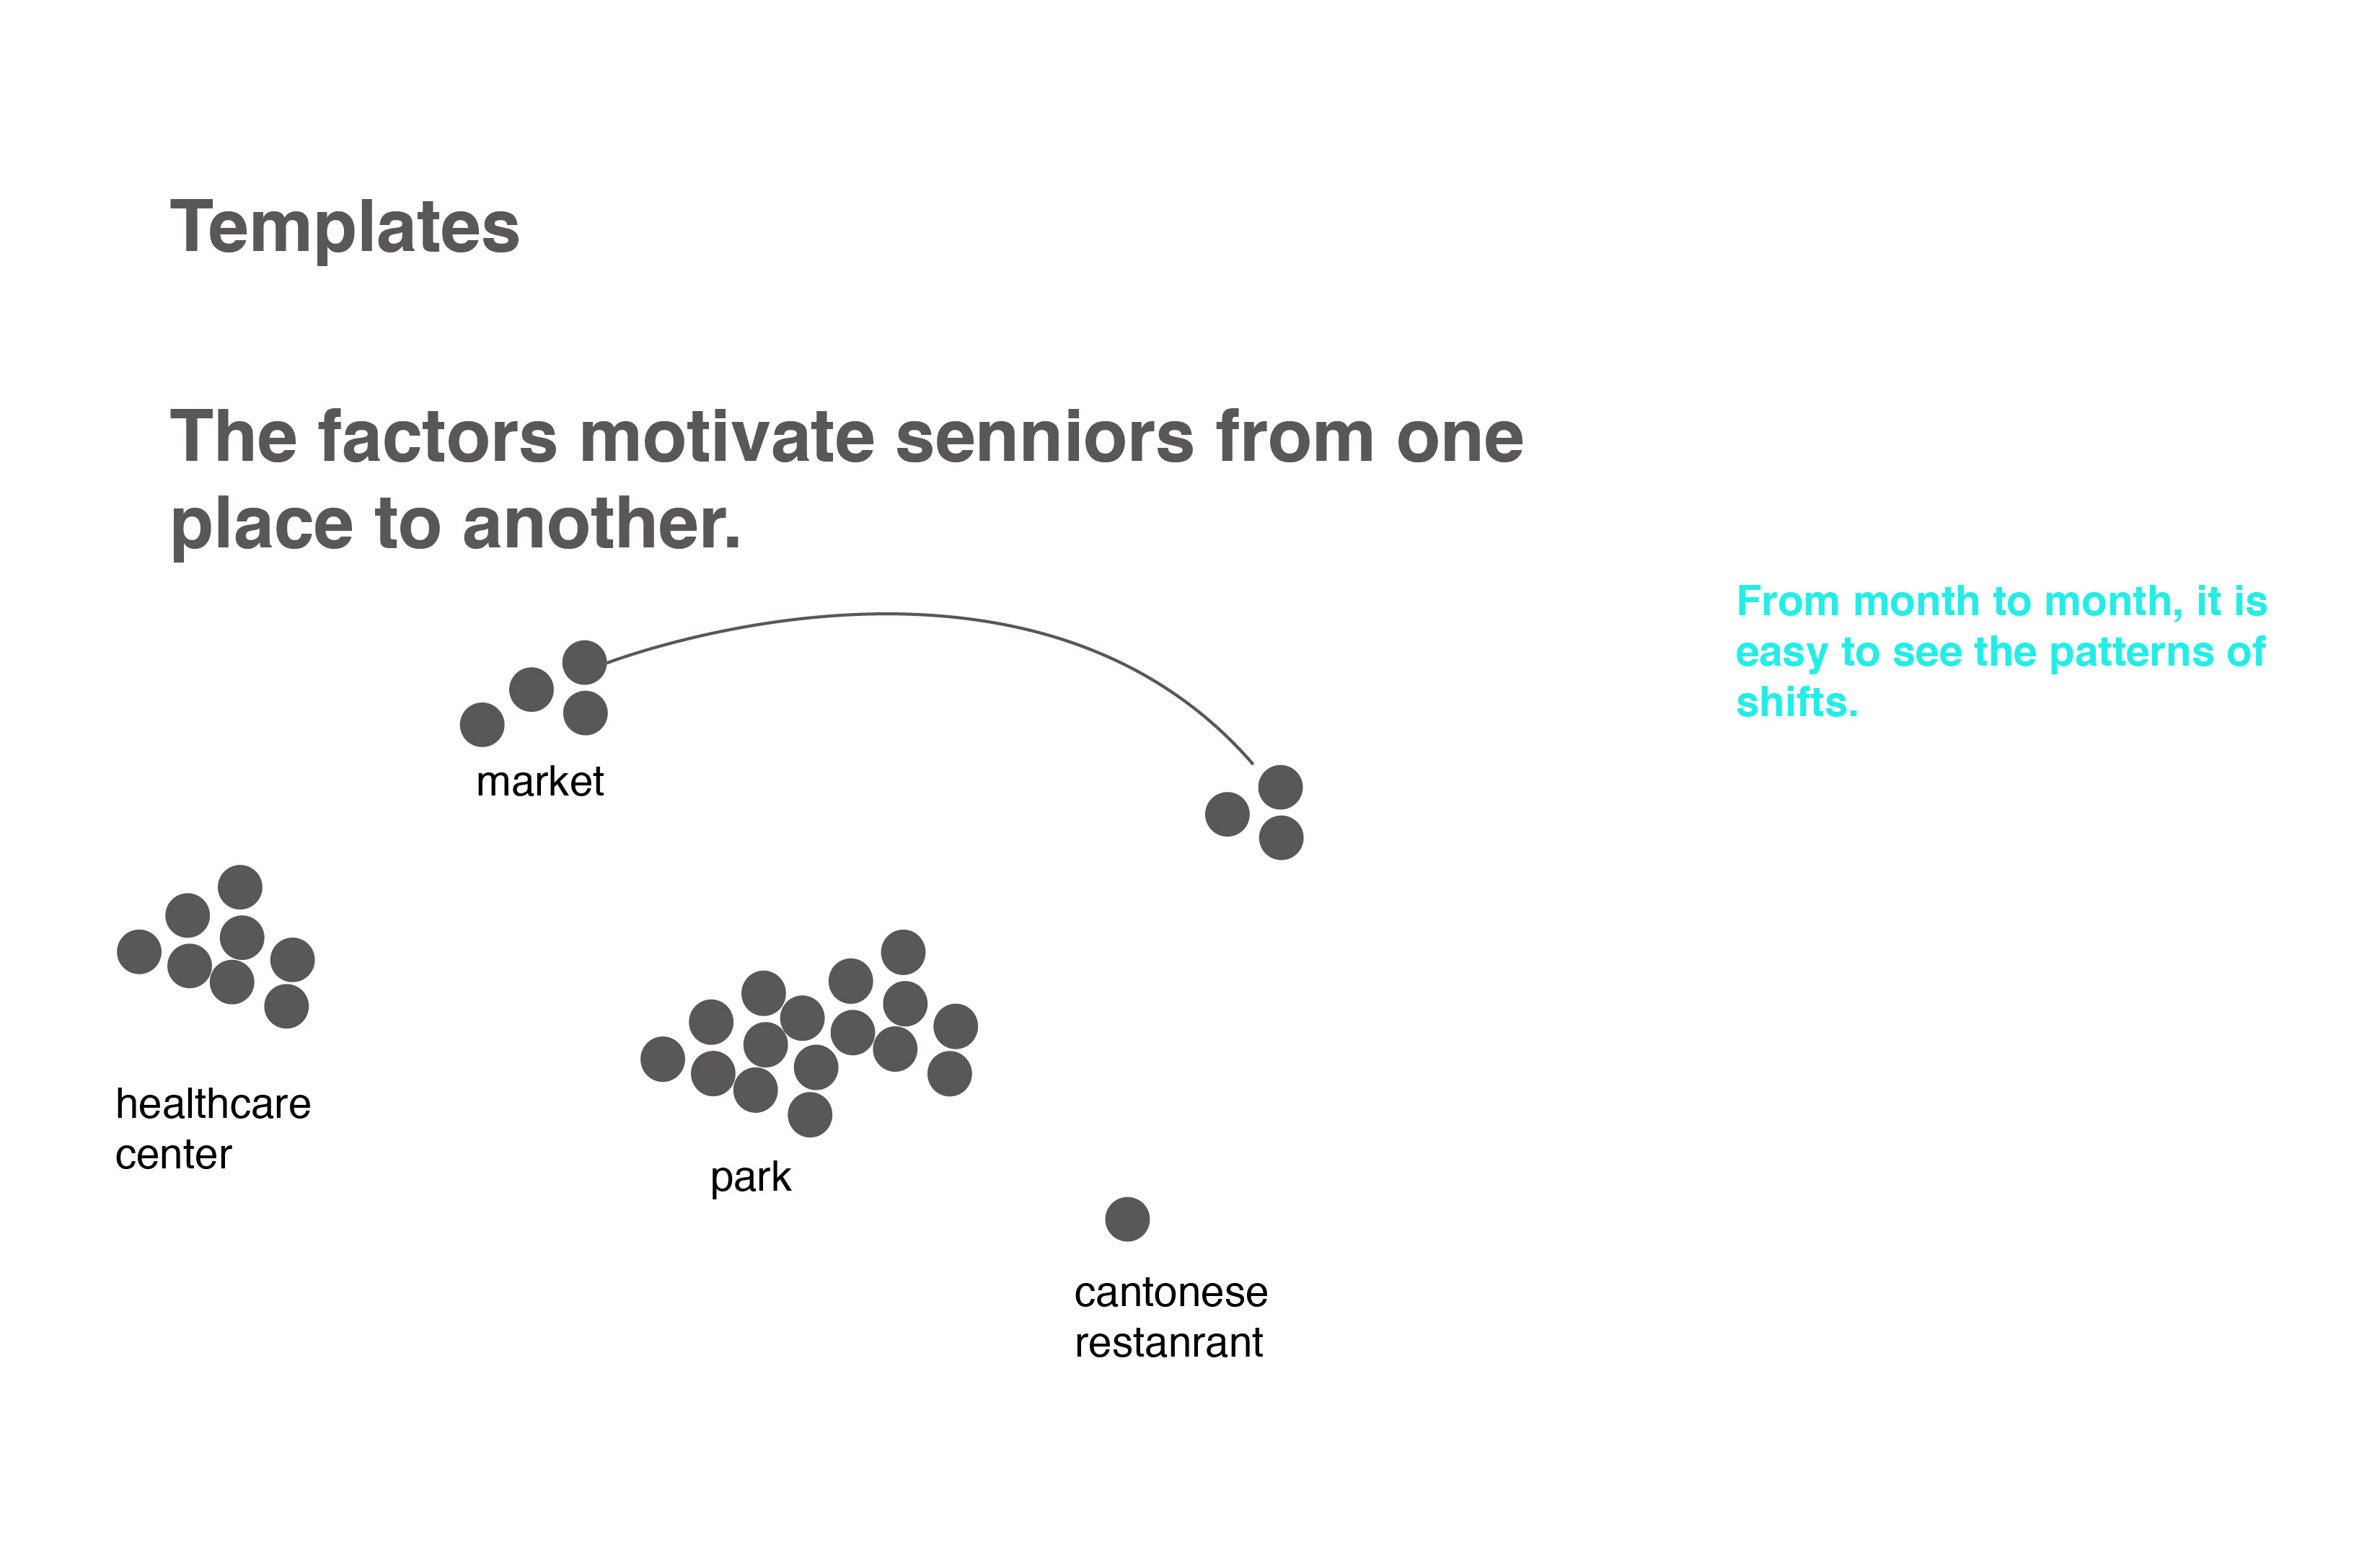 Templates
The factors motivate senniors from one
place to another.
From month to month, it is
easy to see the patterns of
shifts.
market
healthcare
center
park
cantonese
restanrant